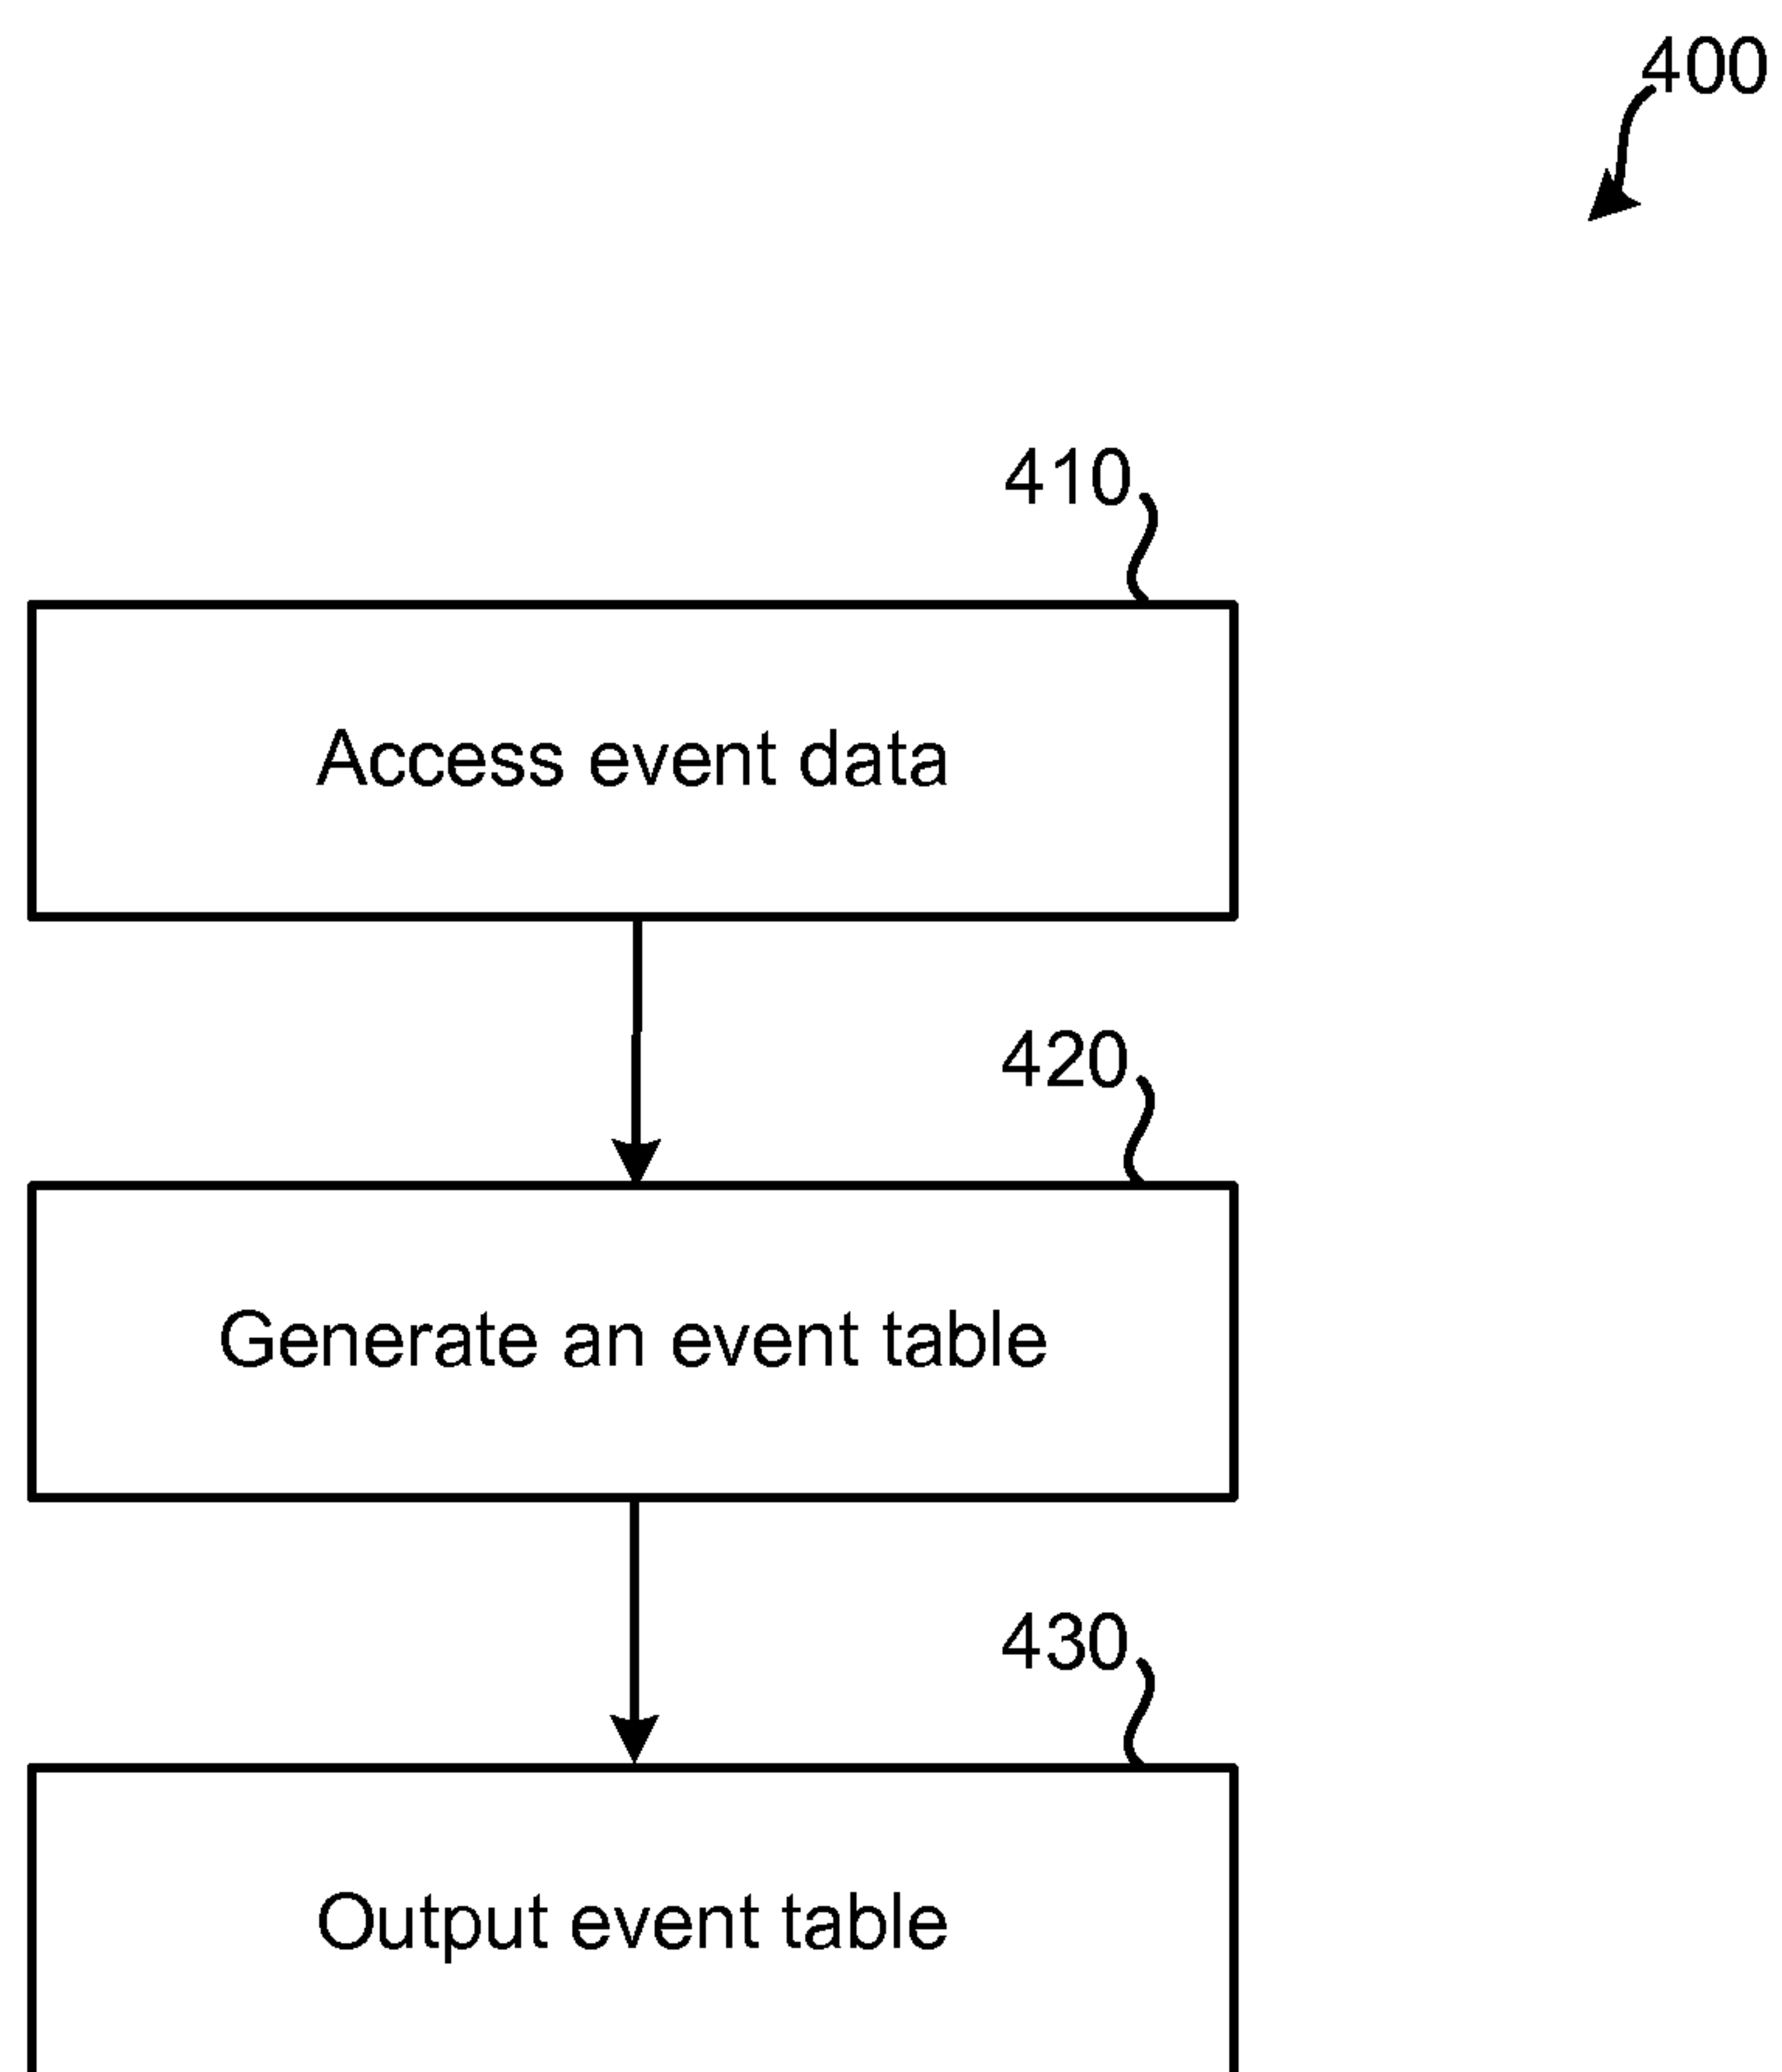 400
410
Access event data
420
Generate an event table
430
Output event table